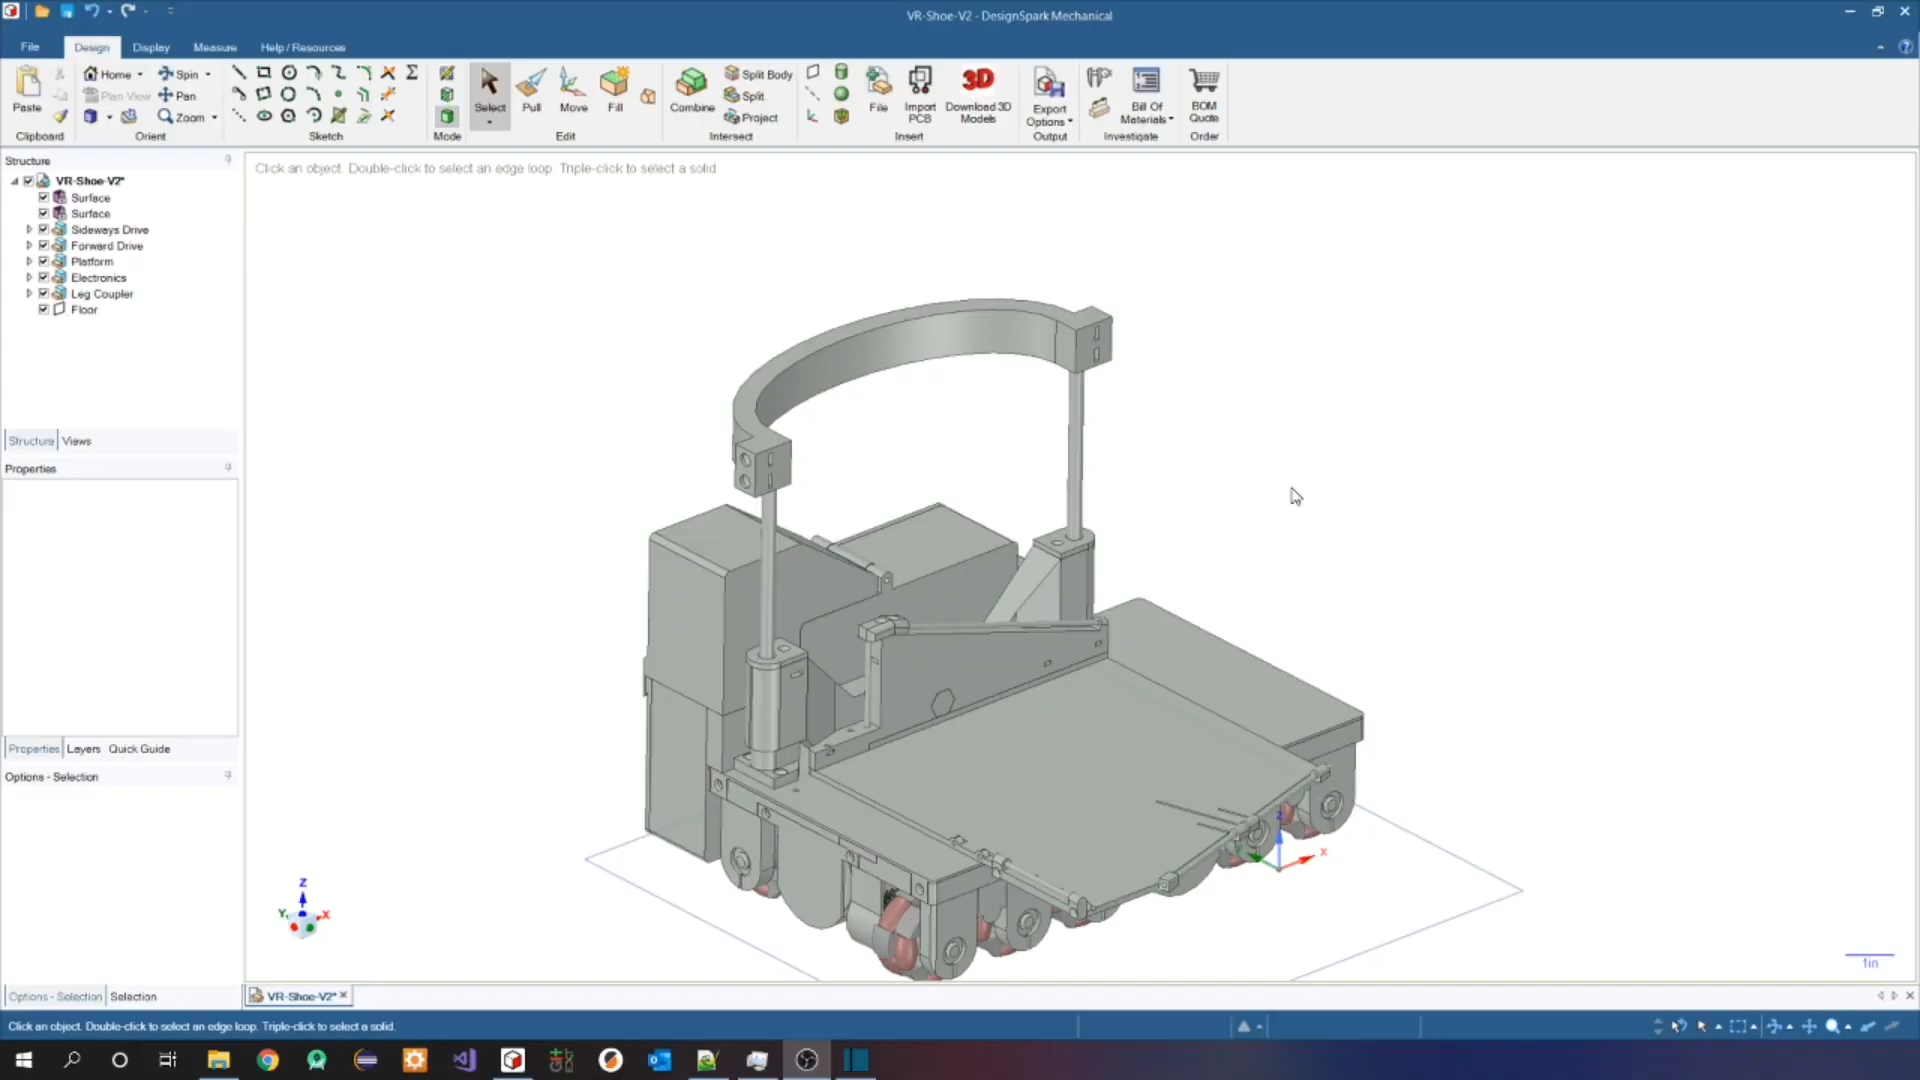 VR-Shoe-V2 - DesignSpark Mechanical
File Design Display Measure Help / Resources
Paste Home Plan View Spin Pan Zoom Select Pull Move Fill Combine Split Body Split Project File Import PCB Download 3D Models Export Options Bill Of Materials BOM Quote
3D
Clipboard Orient Sketch Mode Edit Intersect Insert Output Investigate Order
Structure
Click an object. Double-click to select an edge loop. Triple-click to select a solid
VR-Shoe-V2*
Surface
Surface
Sideways Drive
Forward Drive
Platform
Electronics
Leg Coupler
Floor
Structure Views
Properties
Properties Layers Quick Guide
Options - Selection
Z
X
Z
Y
X
1in
Options - Selection Selection
VR-Shoe-V2*
Click an object. Double-click to select an edge loop. Triple-click to select a solid.